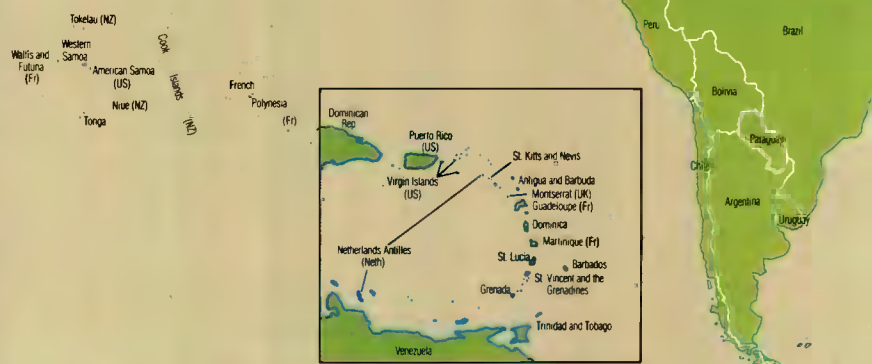 Tokelau (NZ)
Western
Samoa
Wallis and
Futuna
(Fr)
American Samoa
(US)
Cook
Islands
(NZ)
Niue (NZ)
Tonga
French
Polynesia
(Fr)
Dominican
Rep
Puerto Rico
(US)
Virgin Islands
(US)
St. Kitts and Nevis
Antigua and Barbuda
Montserrat (UK)
Guadeloupe (Fr)
Dominica
Martinique (Fr)
St. Lucia
Barbados
St Vincent and the
Grenadines
Grenada
Netherlands Antilles
(Neth)
Trinidad and Tobago
Venezuela
Peru
Brazil
Bolivia
Paraguay
Chile
Argentina
Uruguay